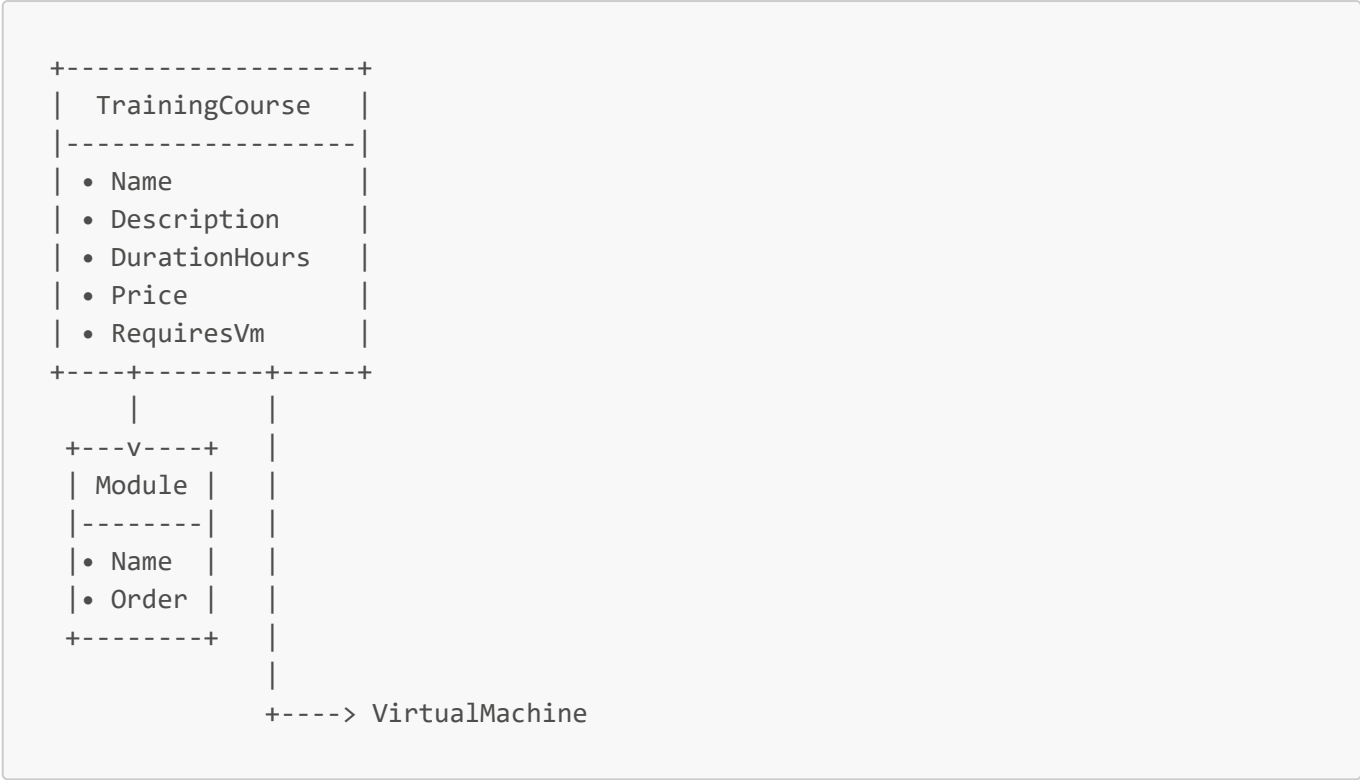 +-------------------+
|  TrainingCourse   |
|-------------------|
| • Name            |
| • Description     |
| • DurationHours   |
| • Price           |
| • RequiresVm      |
+----+--------+-----+
     |        |
 +---v----+   |
 | Module |   |
 |--------|   |
 |• Name  |   |
 |• Order |   |
 +--------+   |
              |
              +----> VirtualMachine